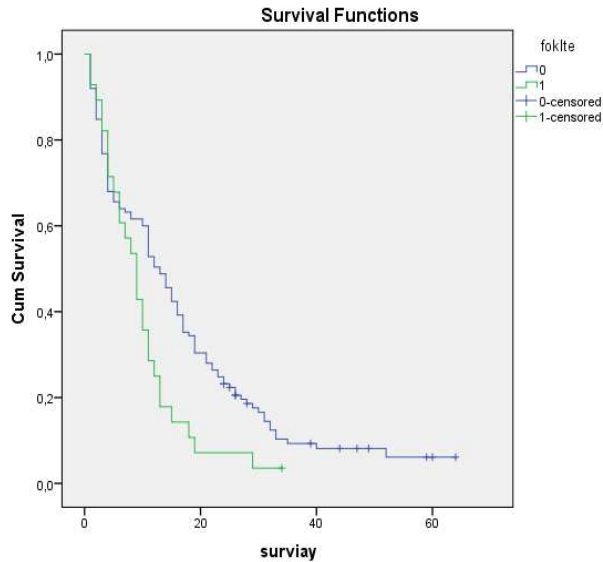 Survival Functions
foklte
0
1
0-censored
1-censored
Cum Survival
1,0
0,8
0,6
0,4
0,2
0,0
0
20
40
60
surviay